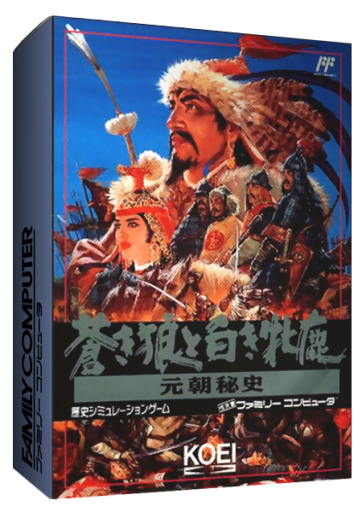 蒼き狼と白き牝鹿
元朝秘史
歴史シミュレーションゲーム
ファミリー コンピュータ
KOEI
FAMILY COMPUTER
ファミリー コンピュータ